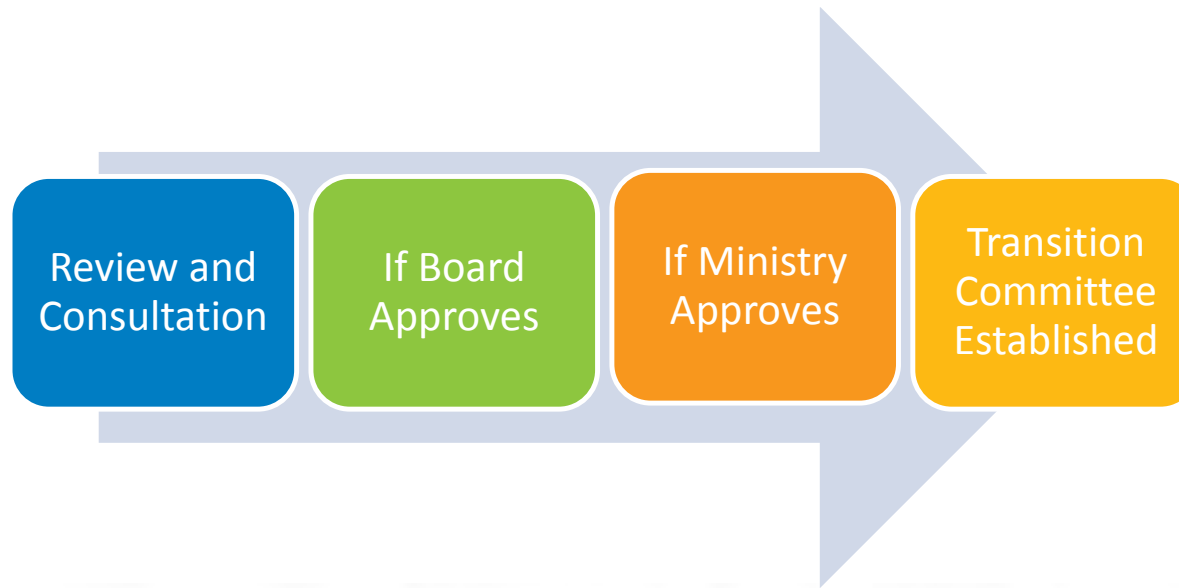 Review and
Consultation
If Board
Approves
If Ministry
Approves
Transition
Committee
Established